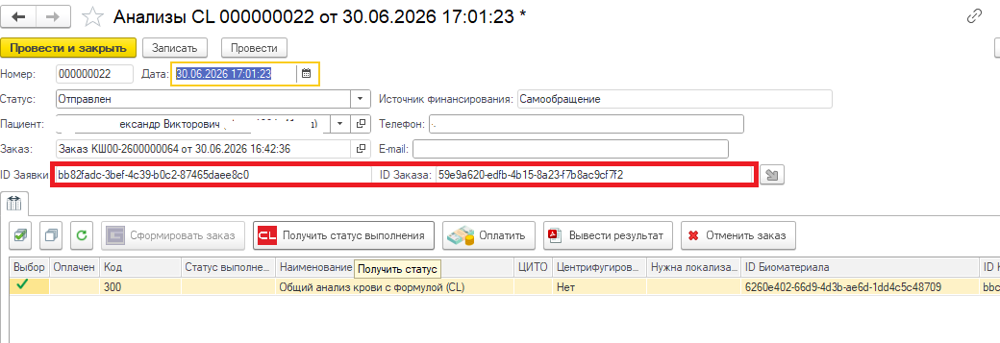 Анализы CL 000000022 от 30.06.2026 17:01:23 *
Провести и закрыть Записать Провести
Номер: 000000022 Дата: 30.06.2026 17:01:23
Статус: Отправлен Источник финансирования: Самообращение
Пациент: ександр Викторович Телефон:
Заказ: Заказ КШ00-2600000064 от 30.06.2026 16:42:36 E-mail:
ID Заявки bb82fadc-3bef-4c39-b0c2-87465daee8c0 ID Заказа: 59e9a620-edfb-4b15-8a23-f7b8ac9cf7f2
Сформировать заказ CL Получить статус выполнения Оплатить Вывести результат Отменить заказ
Выбор Оплачен Код Статус выполне... Наименование ЦИТО Центрифугиров... Нужна локализа... ID Биоматериала ID К
Получить статус
300 Общий анализ крови с формулой (CL) Нет 6260e402-66d9-4d3b-ae6d-1dd4c5c48709 bbc